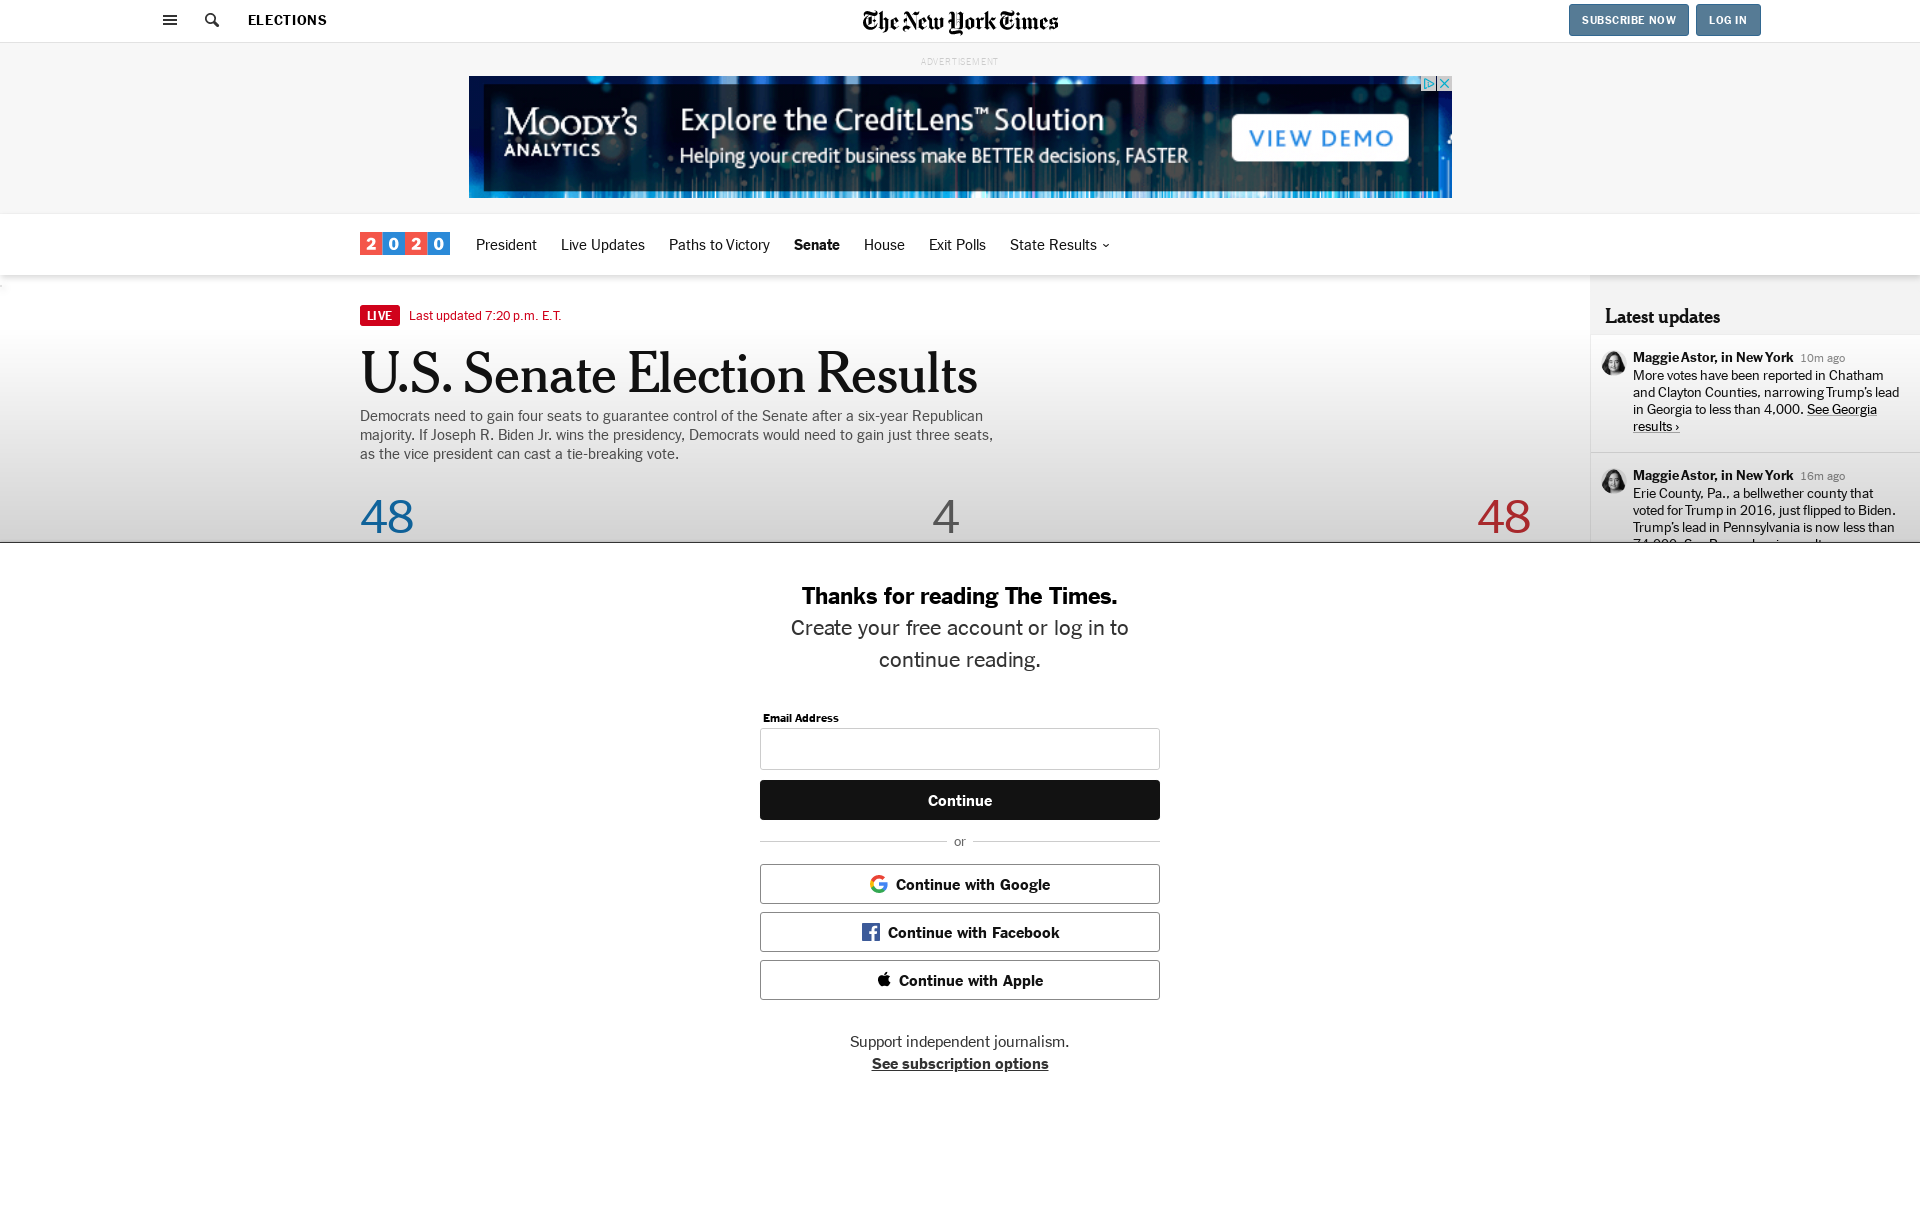 ELECTIONS
The New York Times
SUBSCRIBE NOW
LOG IN
ADVERTISEMENT
MOODY'S
ANALYTICS
Explore the CreditLens™ Solution
Helping your credit business make BETTER decisions, FASTER
VIEW DEMO
2020
President
Live Updates
Paths to Victory
Senate
House
Exit Polls
State Results
LIVE Last updated 7:20 p.m. E.T.
U.S. Senate Election Results
Democrats need to gain four seats to guarantee control of the Senate after a six-year Republican
majority. If Joseph R. Biden Jr. wins the presidency, Democrats would need to gain just three seats,
as the vice president can cast a tie-breaking vote.
48
4
48
Latest updates
Maggie Astor, in New York 10m ago
More votes have been reported in Chatham
and Clayton Counties, narrowing Trump's lead
in Georgia to less than 4,000. See Georgia
results ›
Maggie Astor, in New York 16m ago
Erie County, Pa., a bellwether county that
voted for Trump in 2016, just flipped to Biden.
Trump's lead in Pennsylvania is now less than
Thanks for reading The Times.
Create your free account or log in to
continue reading.
Email Address
Continue
or
Continue with Google
Continue with Facebook
Continue with Apple
Support independent journalism.
See subscription options